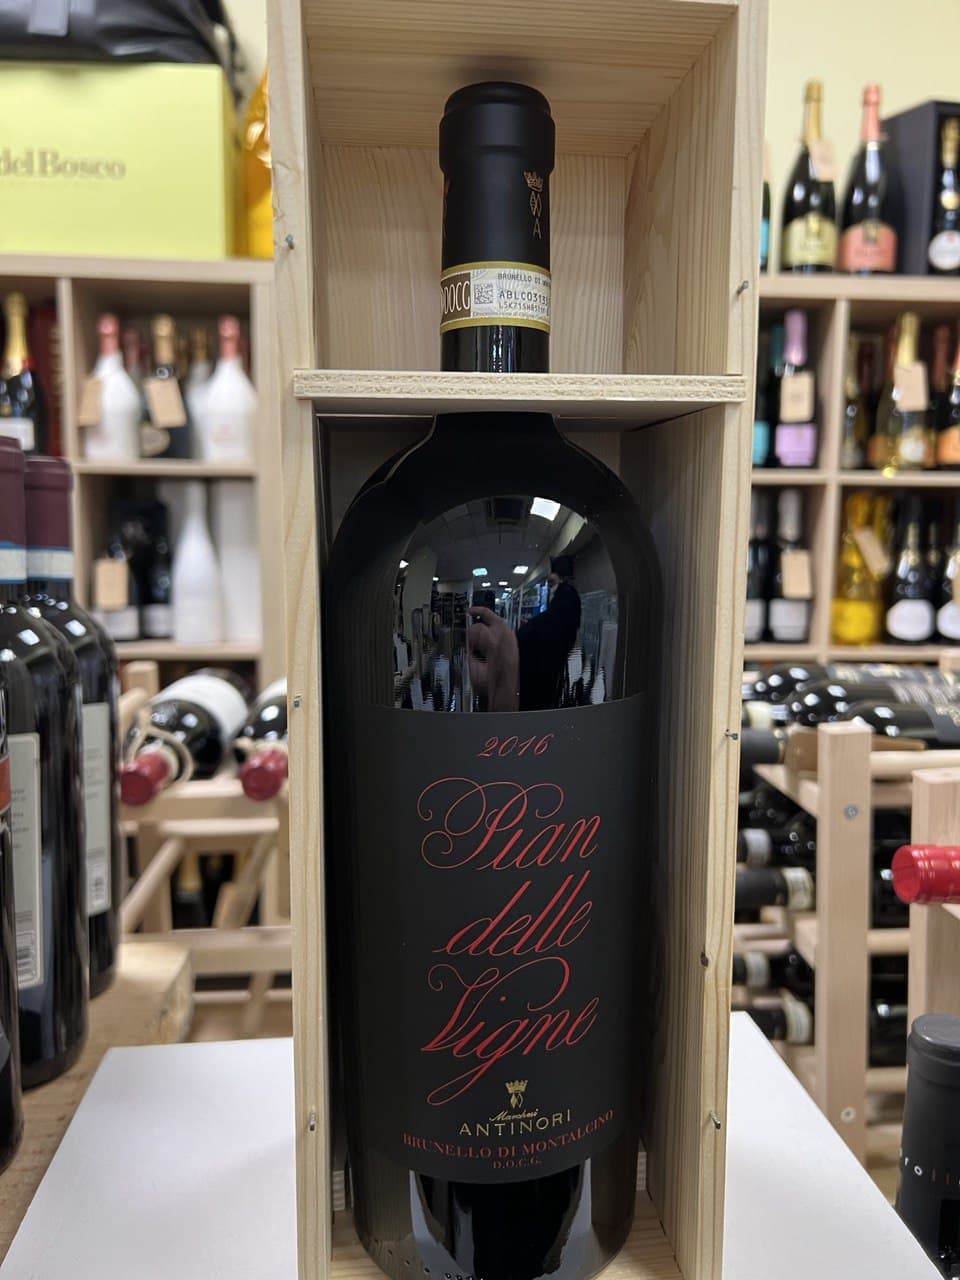 del Bosco
DOCG
BRUNELLO DI
2016
Pian
delle
Vigne
Marchesi
ANTINORI
BRUNELLO DI MONTALCINO
D.O.C.G.